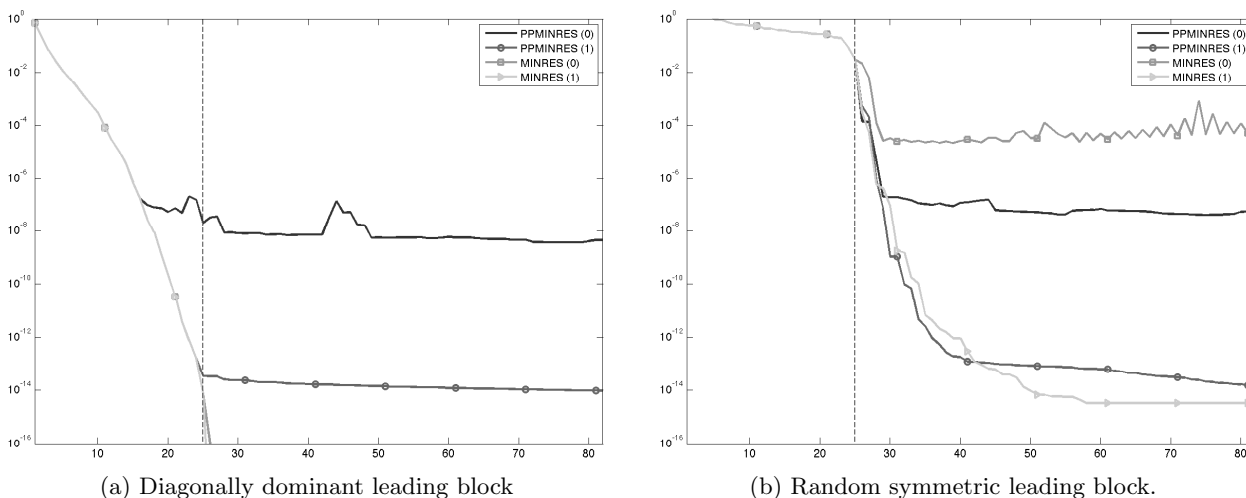 10^0
10^-2
10^-4
10^-6
10^-8
10^-10
10^-12
10^-14
10^-16
10 20 30 40 50 60 70 80
PPMINRES (0)
PPMINRES (1)
MINRES (0)
MINRES (1)
(a) Diagonally dominant leading block
10^0
10^-2
10^-4
10^-6
10^-8
10^-10
10^-12
10^-14
10^-16
10 20 30 40 50 60 70 80
PPMINRES (0)
PPMINRES (1)
MINRES (0)
MINRES (1)
(b) Random symmetric leading block.